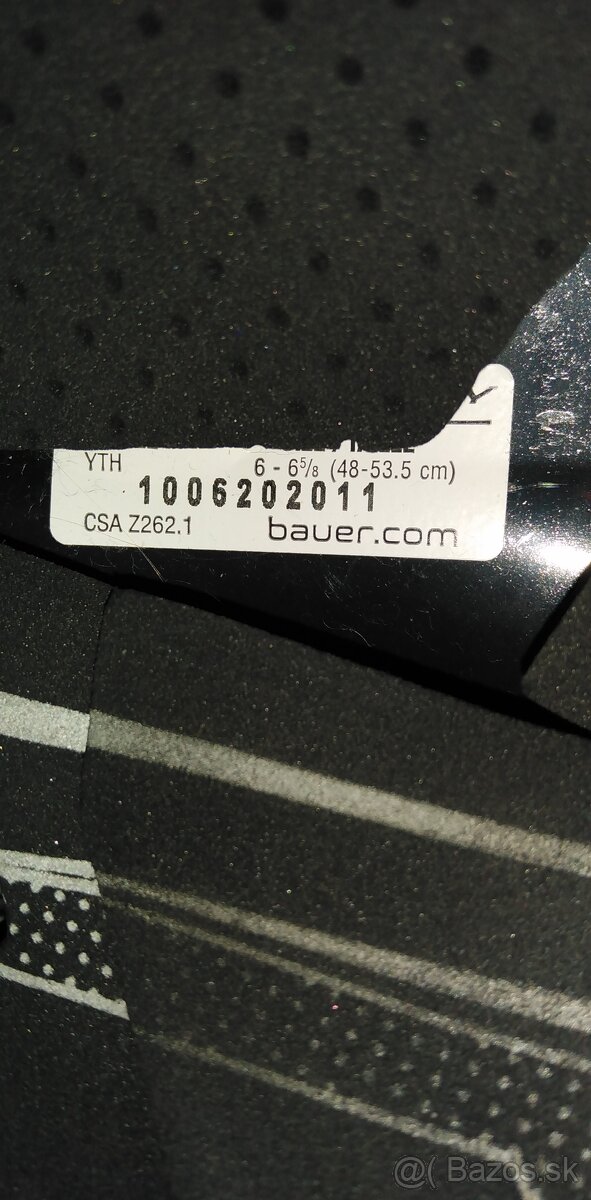 YTH 6 - 6⅝ (48-53.5 cm)
1006202011
CSA Z262.1 bauer.com
@( Bazos.sk